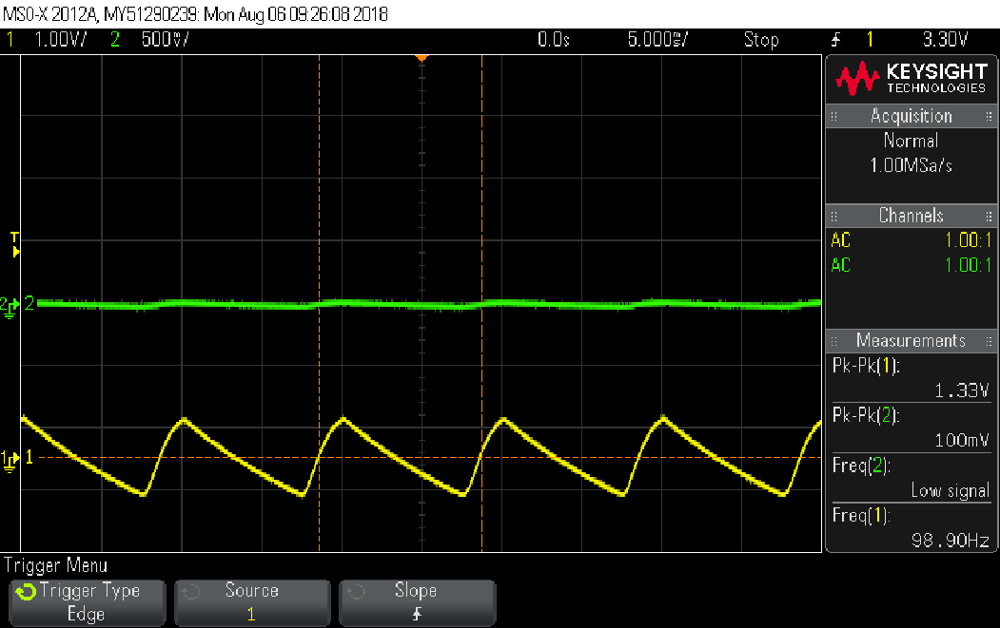 MSO-X 2012A, MY51290239: Mon Aug 06 09:26:08 2018
1 1.00V/ 2 500mV/ 0.0s 5.000ms/ Stop 1 3.30V
KEYSIGHT
TECHNOLOGIES
Acquisition
Normal
1.00MSa/s
Channels
AC 1.00:1
AC 1.00:1
T
2 2
1 1
Measurements
Pk-Pk(1):
1.33V
Pk-Pk(2):
100mV
Freq(2):
Low signal
Freq(1):
98.90Hz
Trigger Menu
Trigger Type
Edge
Source
1
Slope